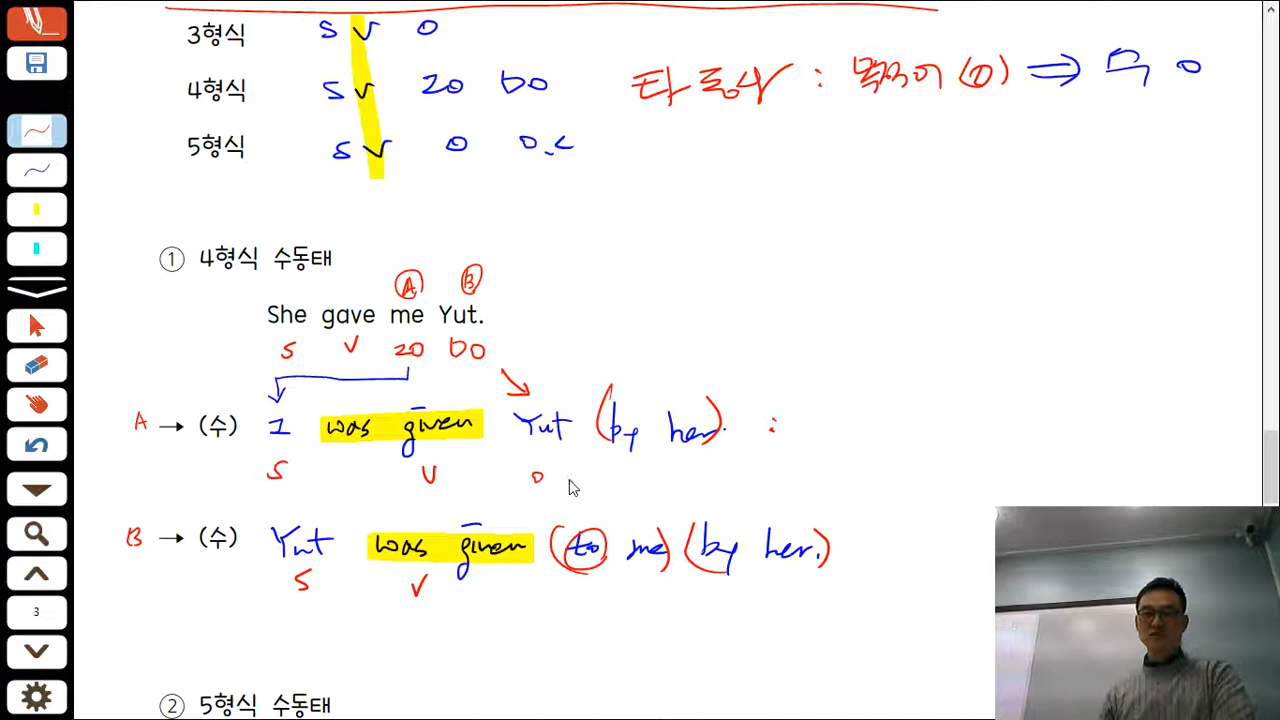 3형식 S V O
4형식 S V IO DO
타동사 : 목적어 (O) ⇒ 수 O
5형식 S V O O.C
① 4형식 수동태
Ⓐ Ⓑ
She gave me Yut.
S V IO DO
A → (수) I was given Yut (by her).
S V O
B → (수) Yut was given (to me) (by her.)
S V
3
② 5형식 수동태